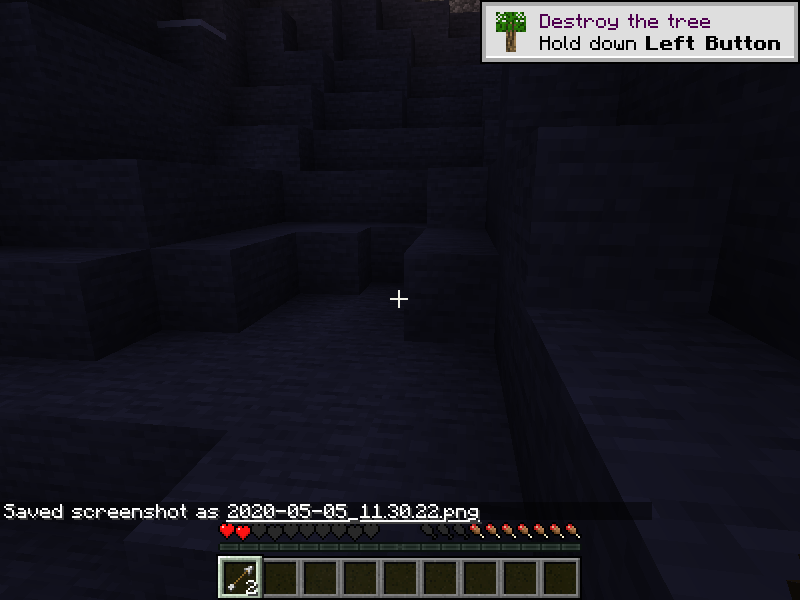 Destroy the tree
Hold down Left Button
Saved screenshot as 2020-05-05_11.30.22.png
2